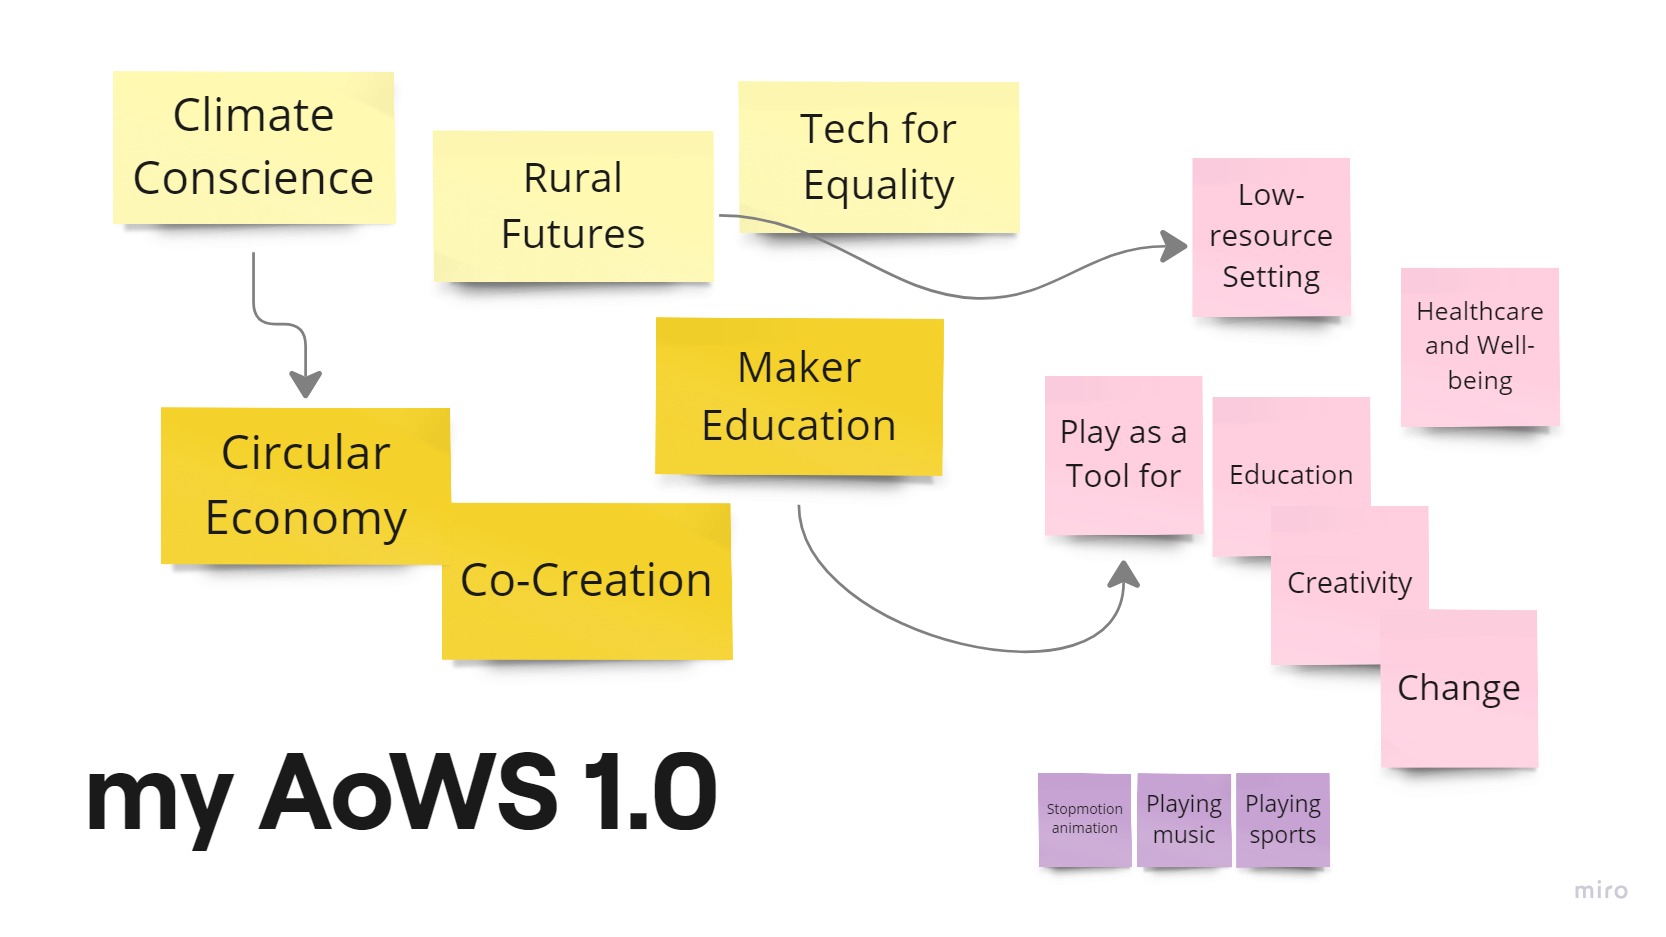 Climate
Conscience
Rural
Futures
Tech for
Equality
Low-
resource
Setting
Healthcare
and Well-
being
Maker
Education
Circular
Economy
Co-Creation
Play as a
Tool for
Education
Creativity
Change
my AoWS 1.0
Stopmotion
animation
Playing
music
Playing
sports
miro